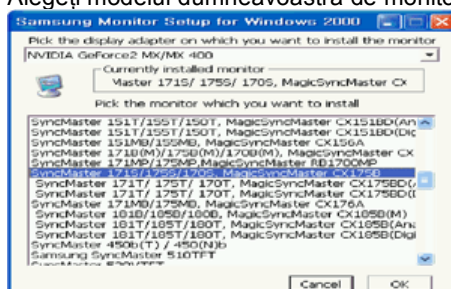 Alegeți modelul dumneavoastră de monito
Samsung Monitor Setup for Windows 2000
Pick the display adapter on which you want to install the monitor
NVIDIA GeForce2 MX/MX 400
Currently installed monitor
Master 171S/ 175S/ 170S, MagicSyncMaster CX
Pick the monitor which you want to install
SyncMaster 151T/155T/150T, MagicSyncMaster CX151BD(An
SyncMaster 151T/155T/150T, MagicSyncMaster CX151BD(Dig
SyncMaster 151MB/155MB, MagicSyncMaster CX156A
SyncMaster 171B(M)/175B(M)/170B(M), MagicSyncMaster CX
SyncMaster 171MP/175MP,MagicSyncMaster RB1700MP
SyncMaster 171S/175S/170S, MagicSyncMaster CX175B
SyncMaster 171T/ 175T/ 170T, MagicSyncMaster CX175BD(
SyncMaster 171T/ 175T/ 170T, MagicSyncMaster CX175BD(
SyncMaster 171MB/175MB, MagicSyncMaster CX176A
SyncMaster 181B/185B/180B, MagicSyncMaster CX185B(M)
SyncMaster 181T/185T/180T, MagicSyncMaster CX185B(Ana
SyncMaster 181T/185T/180T, MagicSyncMaster CX185B(Digi
SyncMaster 450b(T) / 450(N)b
Samsung SyncMaster 510TFT
Cancel OK